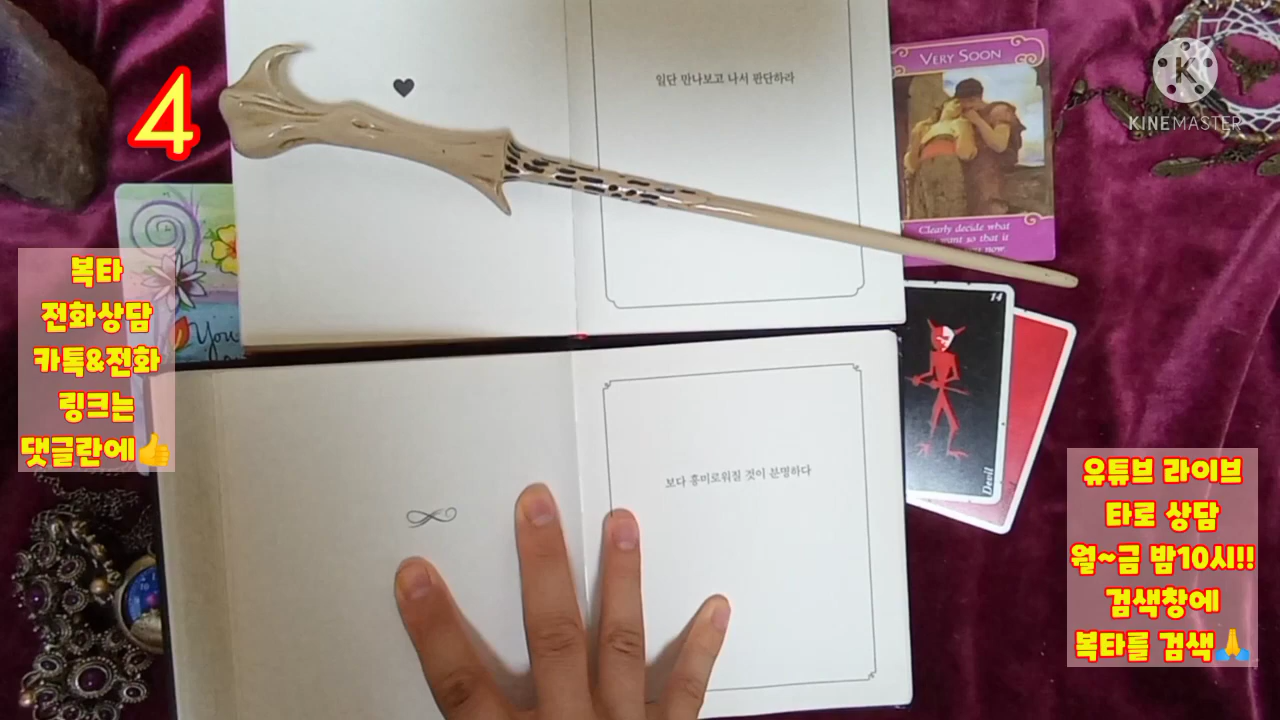 4
일단 만나보고 나서 판단하라
VERY SOON
KINEMASTER
Clearly decide what
want so that it
now.
You
복타
전화상담
카톡&전화
링크는
댓글란에👍
14
Devil
보다 흥미로워질 것이 분명하다
유튜브 라이브
타로 상담
월~금 밤10시!!
검색창에
복타를 검색🙏